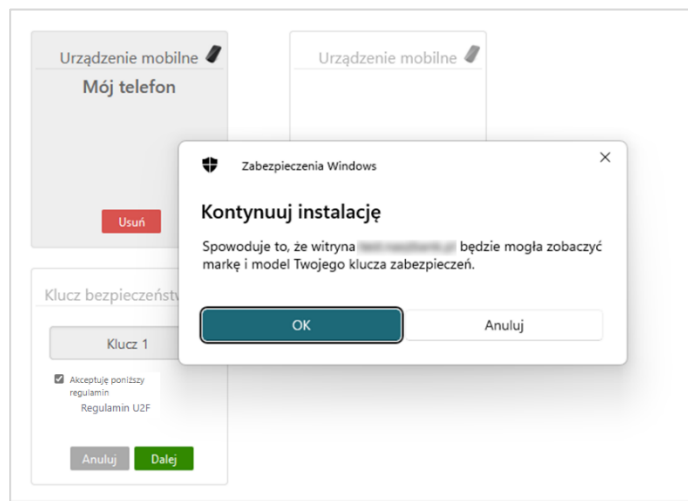 Urządzenie mobilne
Mój telefon
Usuń
Urządzenie mobilne
Zabezpieczenia Windows
Kontynuuj instalację
Spowoduje to, że witryna będzie mogła zobaczyć
markę i model Twojego klucza zabezpieczeń.
OK
Anuluj
Klucz bezpieczeńst
Klucz 1
Akceptuję poniższy
regulamin
Regulamin U2F
Anuluj
Dalej